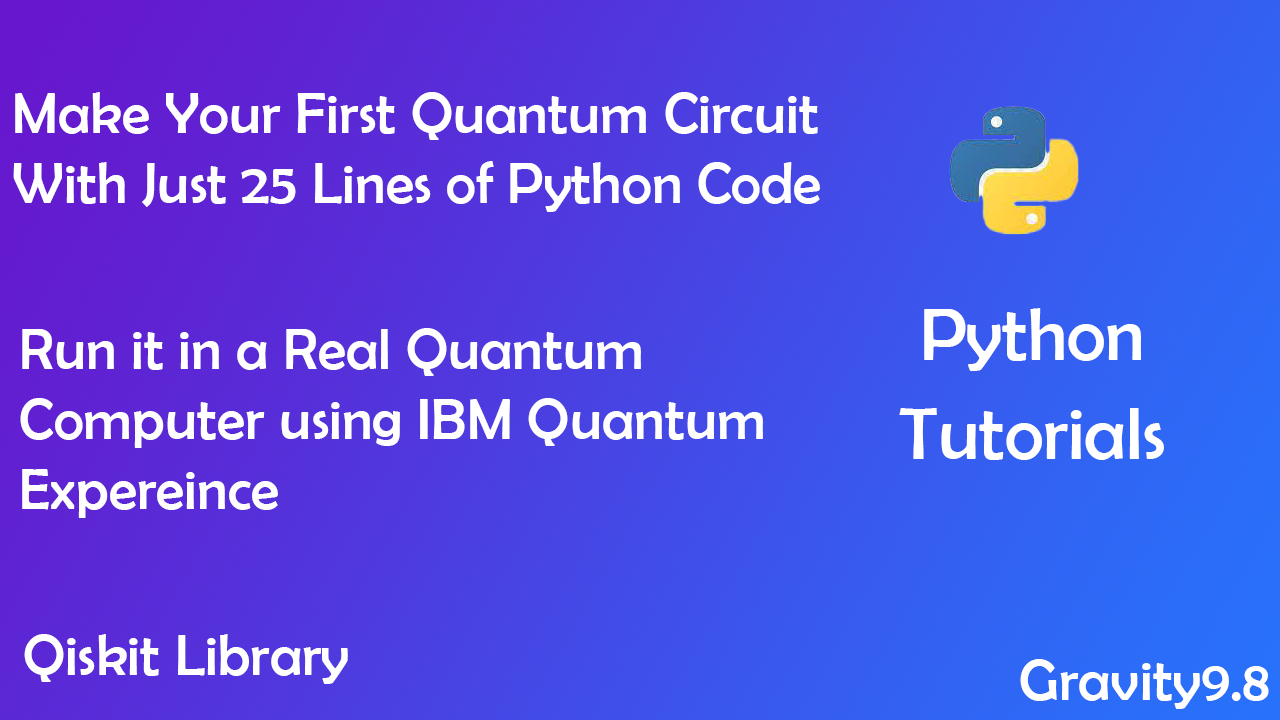 Make Your First Quantum Circuit
With Just 25 Lines of Python Code
Run it in a Real Quantum
Computer using IBM Quantum
Expereince
Qiskit Library
Python
Tutorials
Gravity9.8